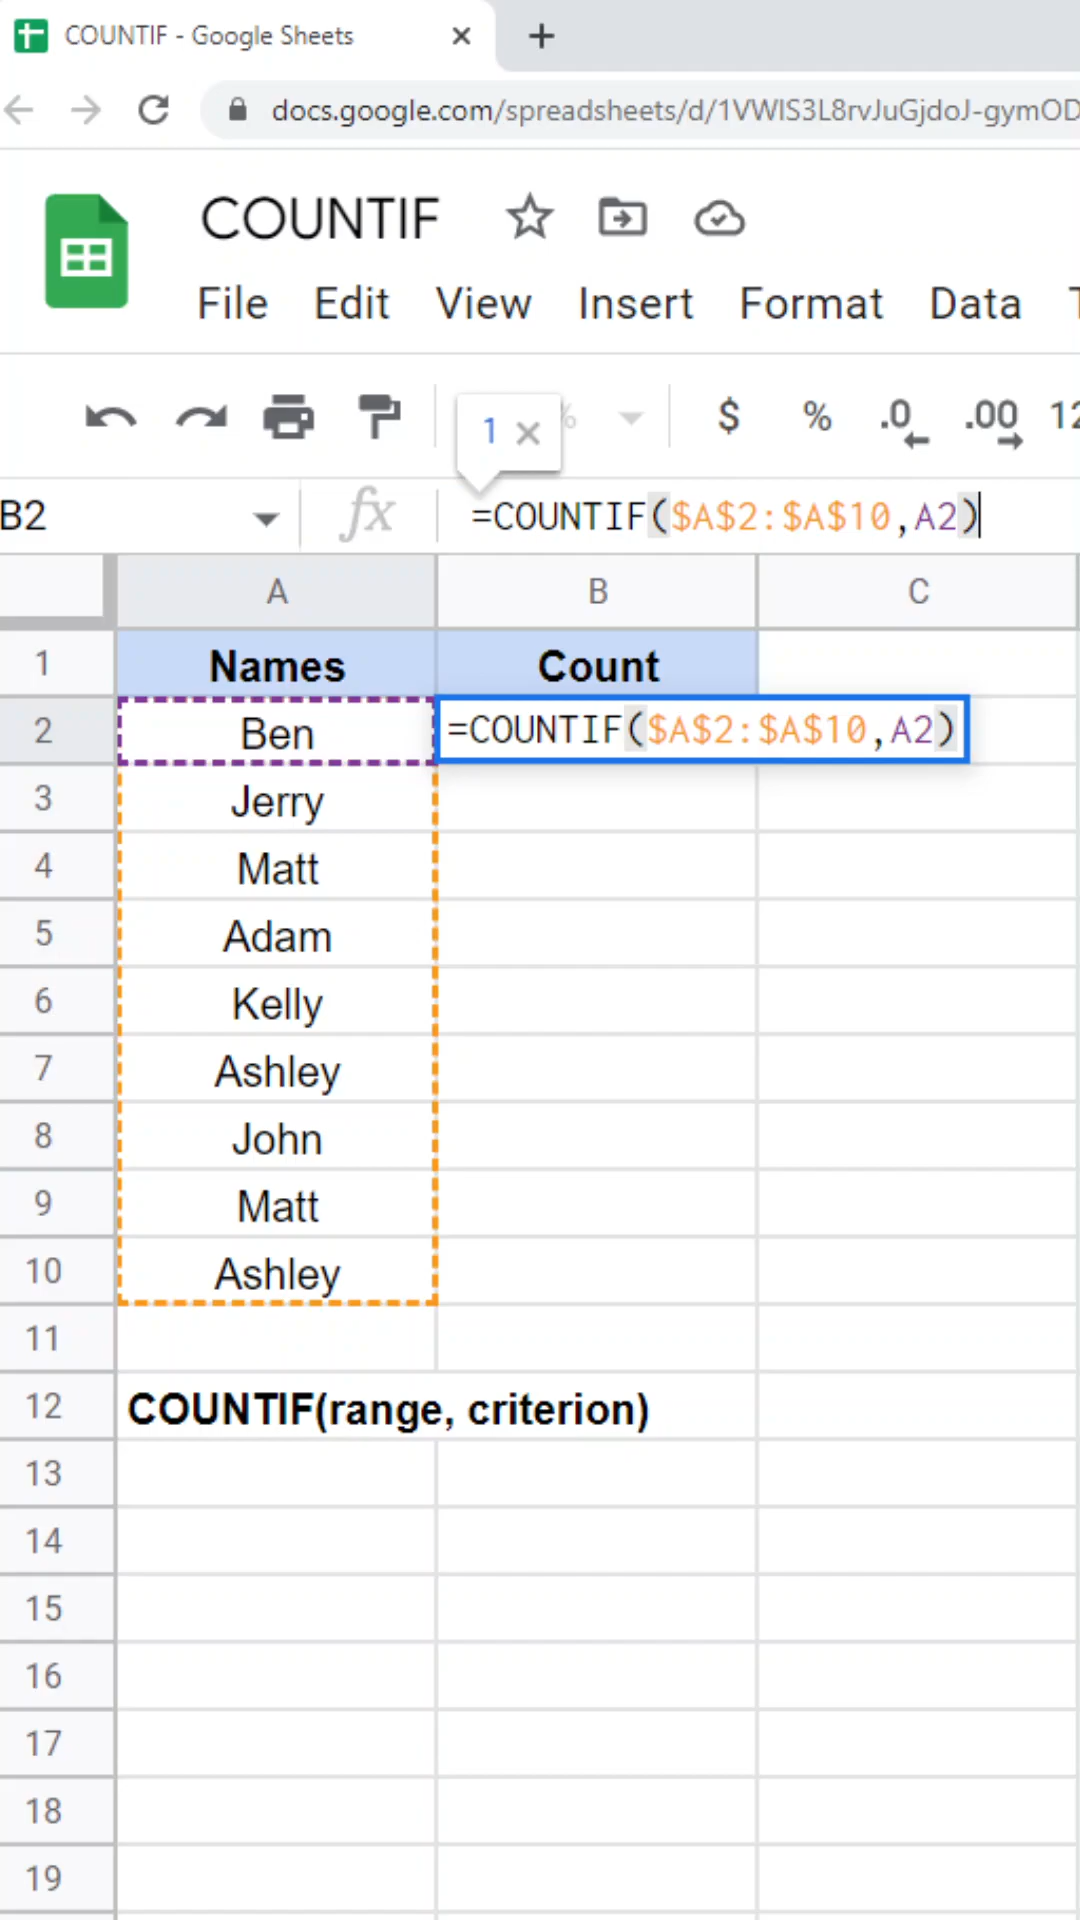 COUNTIF - Google Sheets
docs.google.com/spreadsheets/d/1VWIS3L8rvJuGjdoJ-gymOD
COUNTIF
File Edit View Insert Format Data
1 × %
$ % .0 .00 12
B2 fx =COUNTIF($A$2:$A$10,A2)
A B C
1 Names Count
2 Ben =COUNTIF($A$2:$A$10,A2)
3 Jerry
4 Matt
5 Adam
6 Kelly
7 Ashley
8 John
9 Matt
10 Ashley
11
12 COUNTIF(range, criterion)
13
14
15
16
17
18
19